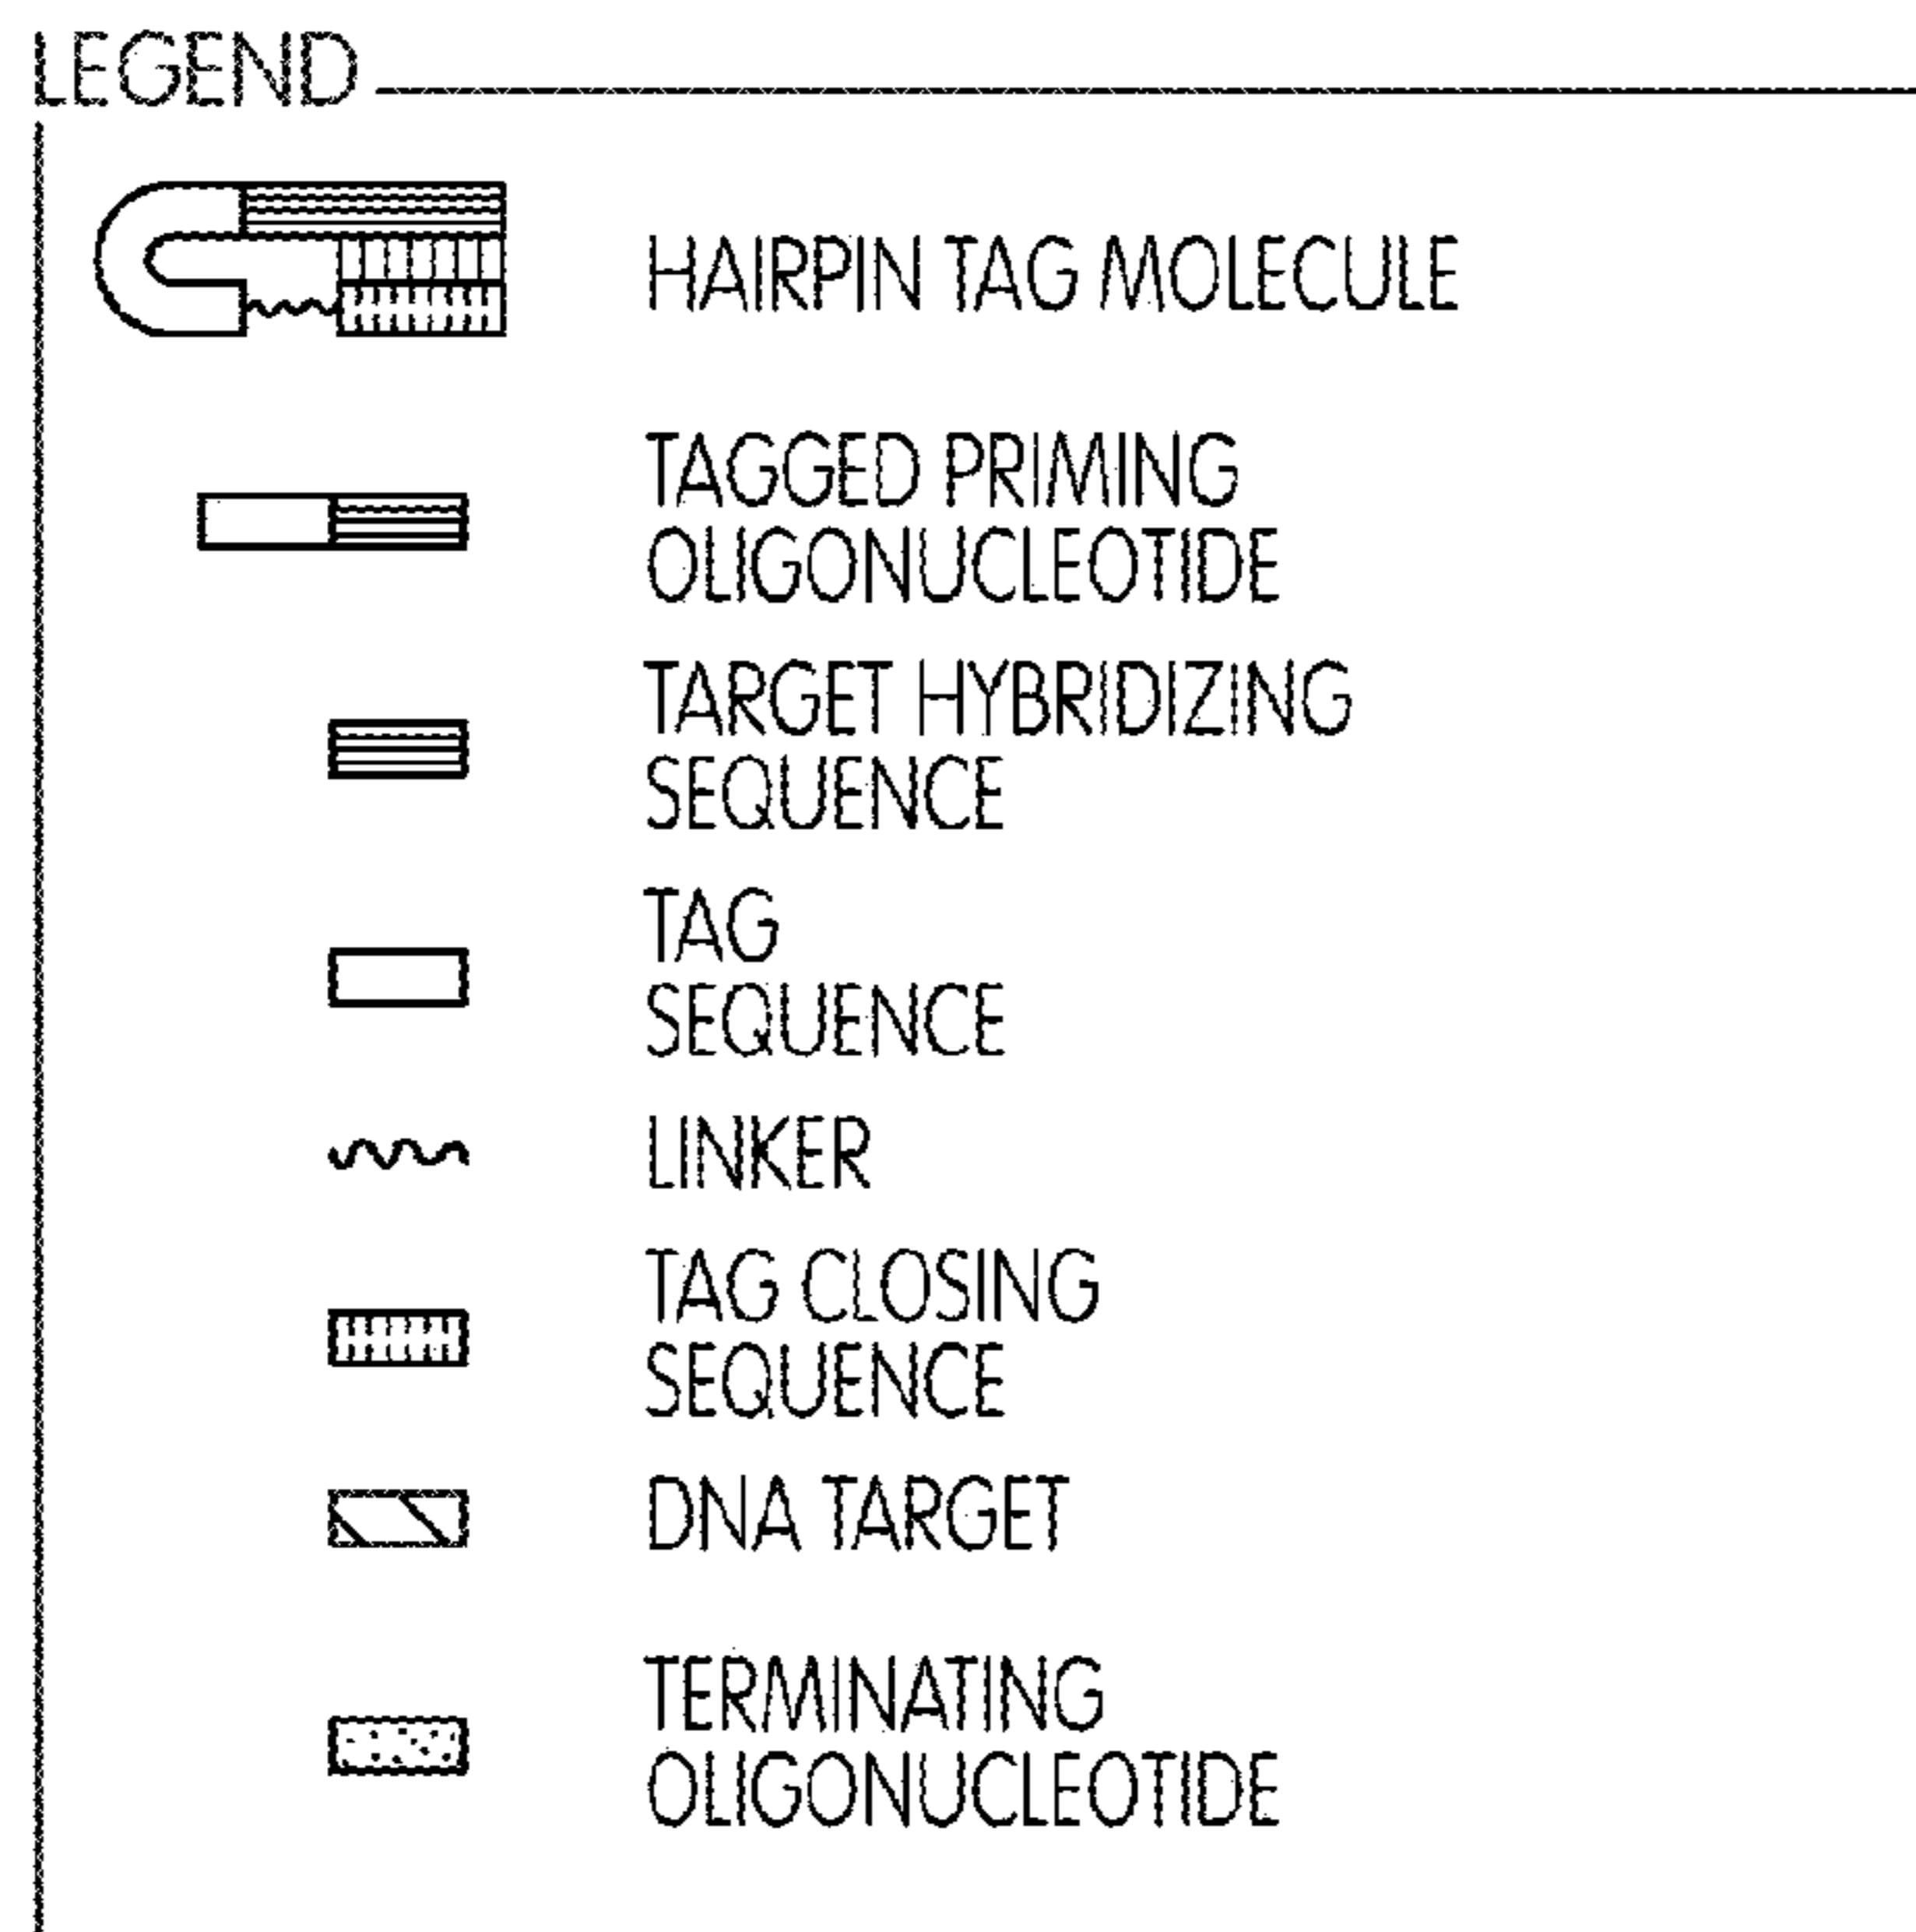 LEGEND
HAIRPIN TAG MOLECULE
TAGGED PRIMING
OLIGONUCLEOTIDE
TARGET HYBRIDIZING
SEQUENCE
TAG
SEQUENCE
LINKER
TAG CLOSING
SEQUENCE
DNA TARGET
TERMINATING
OLIGONUCLEOTIDE